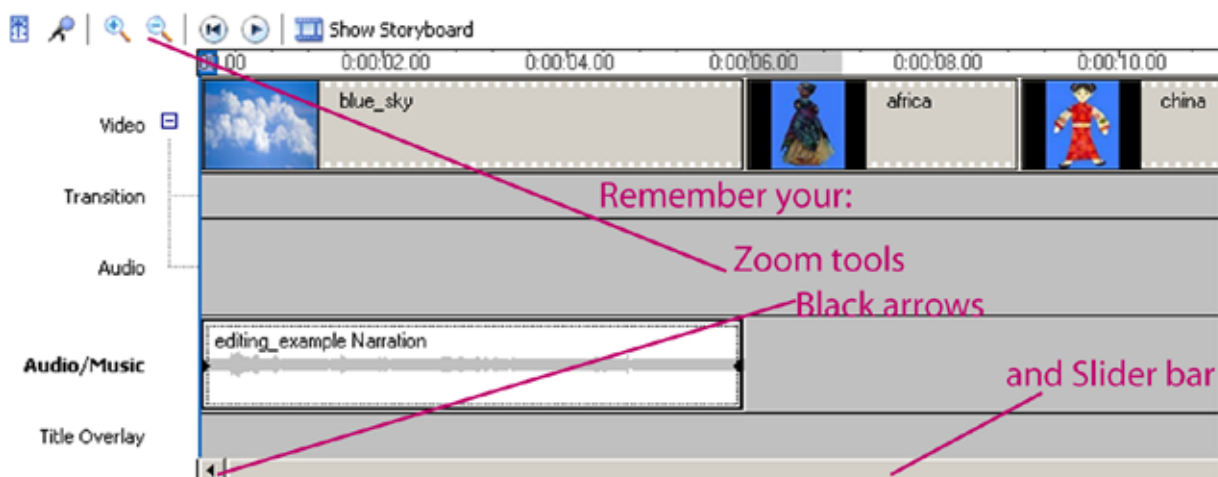 Show Storyboard
00.00 0:00:02.00 0:00:04.00 0:00:06.00 0:00:08.00 0:00:10.00
Video
blue_sky
africa
china
Transition
Remember your:
Audio
Zoom tools
Black arrows
Audio/Music
editing_example Narration
and Slider bar
Title Overlay